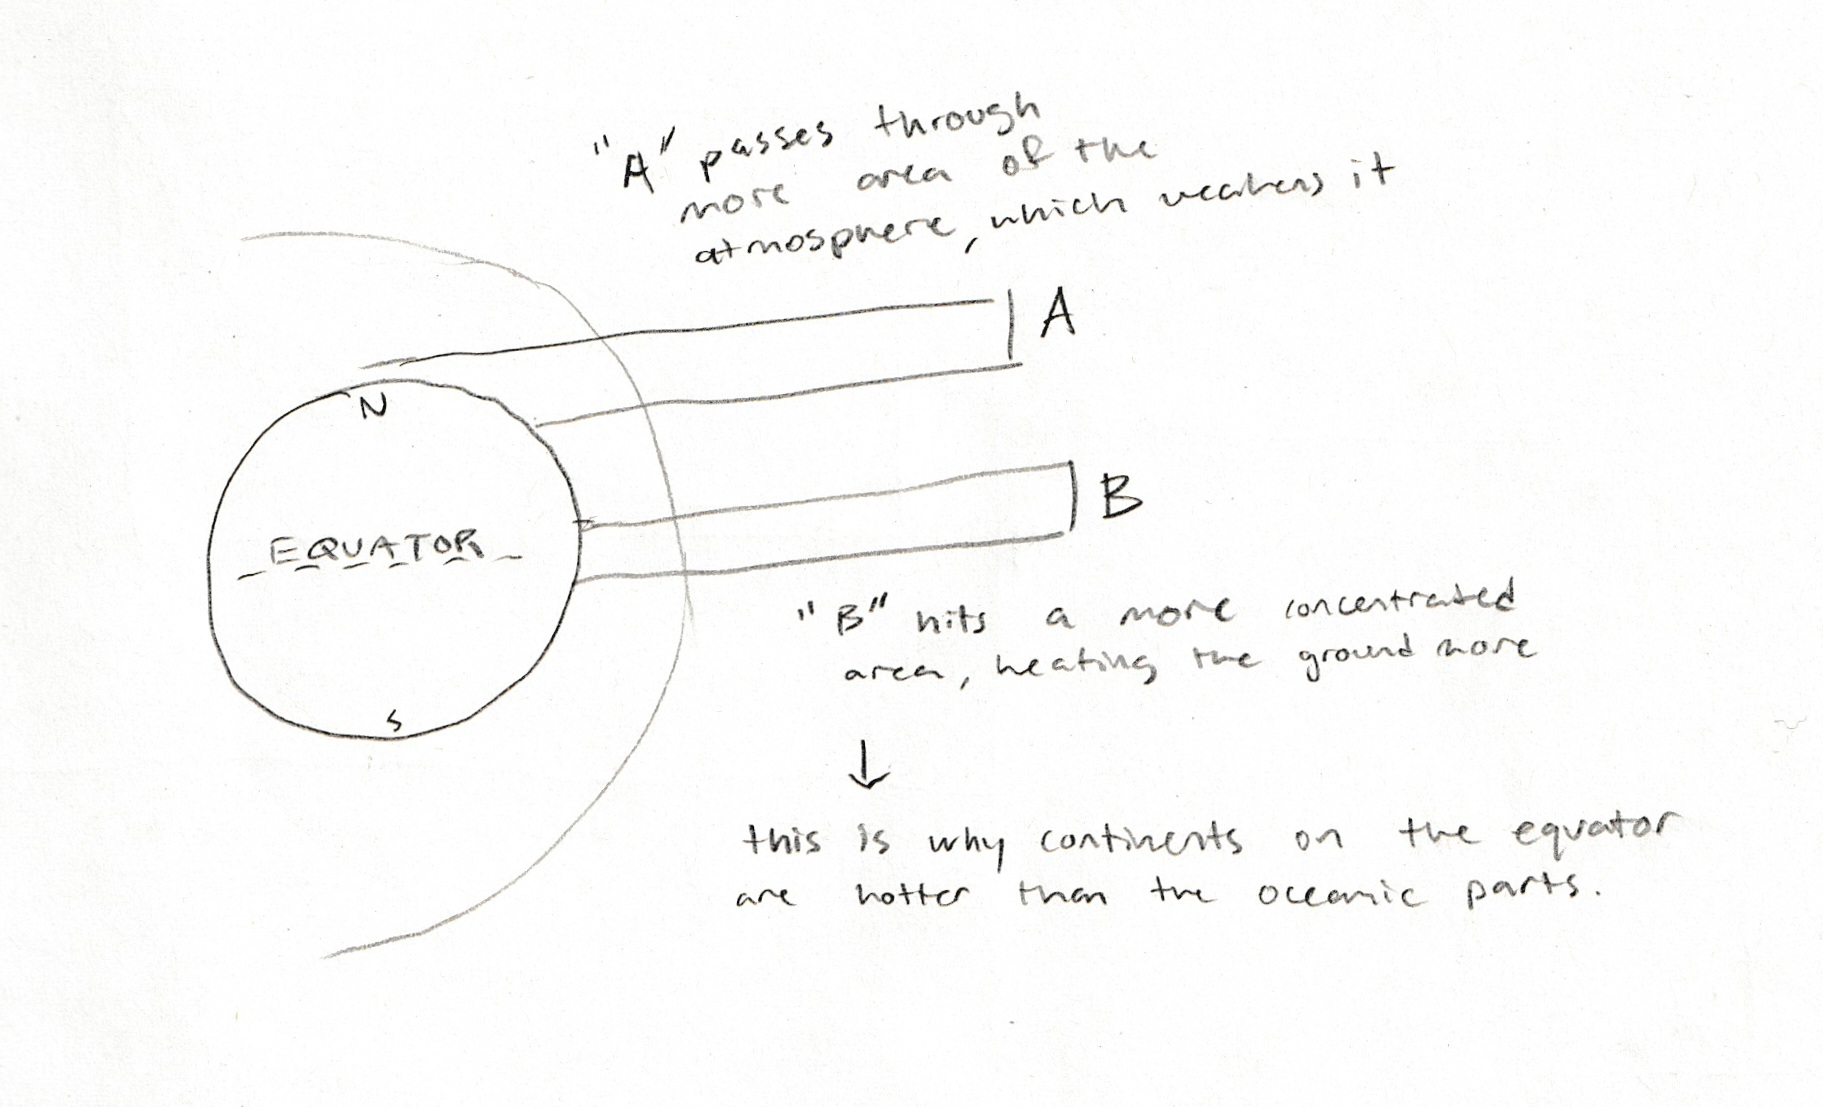 "A" passes through
more area of the
atmosphere, which weakens it
A
N
B
EQUATOR
"B" hits a more concentrated
area, heating the ground more
S
this is why continents on the equator
are hotter than the oceanic parts.